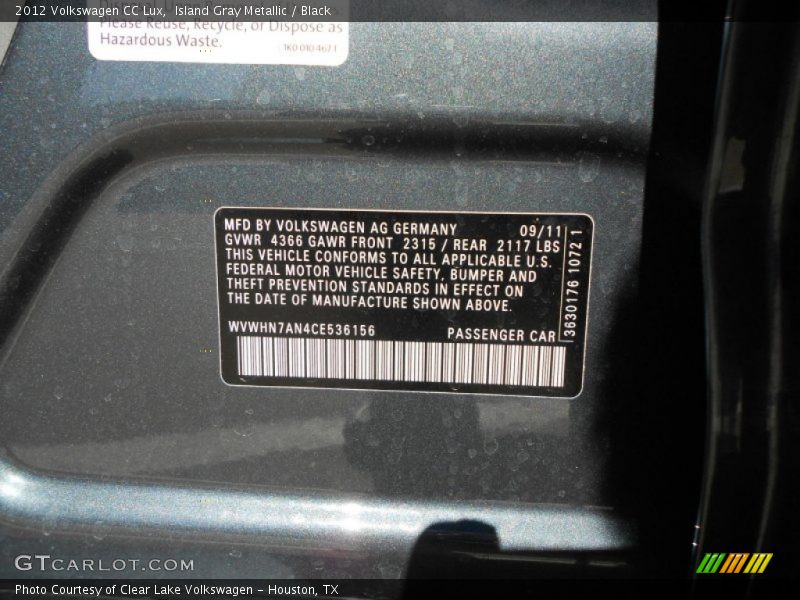 2012 Volkswagen CC Lux, Island Gray Metallic / Black
Please Reuse, Recycle, or Dispose as
Hazardous Waste.
1K0 010 467 F
MFD BY VOLKSWAGEN AG GERMANY 09/11
GVWR 4366 GAWR FRONT 2315 / REAR 2117 LBS
THIS VEHICLE CONFORMS TO ALL APPLICABLE U.S.
FEDERAL MOTOR VEHICLE SAFETY, BUMPER AND
THEFT PREVENTION STANDARDS IN EFFECT ON
THE DATE OF MANUFACTURE SHOWN ABOVE.
WVWHN7AN4CE536156 PASSENGER CAR
3630176 1072 1
GTCARLOT.COM
Photo Courtesy of Clear Lake Volkswagen - Houston, TX